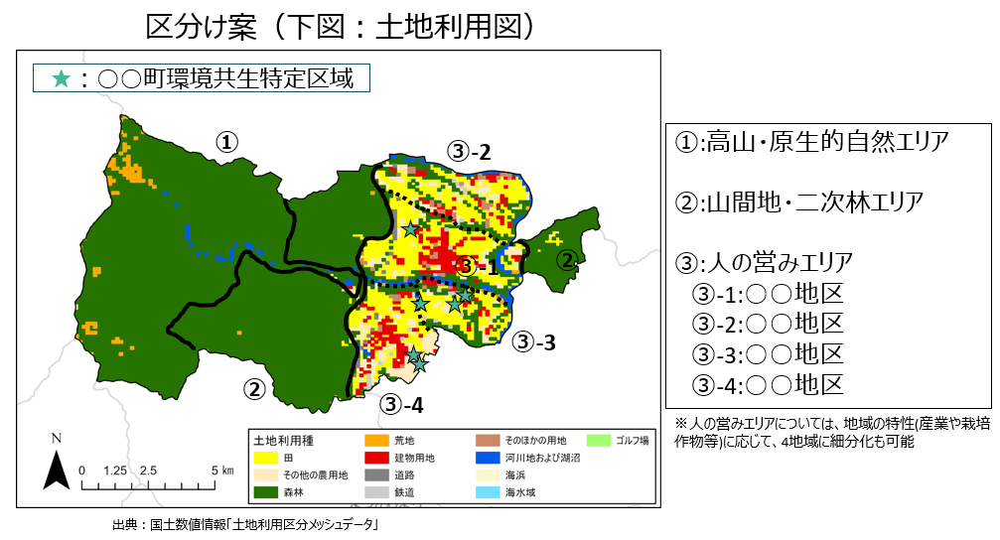 区分け案（下図：土地利用図）
★：○○町環境共生特定区域
①
③-2
②
③-1
③-3
②
③-4
N
0 1.25 2.5 5 km
土地利用種
田
その他の農用地
森林
荒地
建物用地
道路
鉄道
そのほかの用地
河川地および湖沼
海浜
海水域
ゴルフ場
出典：国土数値情報「土地利用区分メッシュデータ」
①:高山・原生的自然エリア
②:山間地・二次林エリア
③:人の営みエリア
③-1:○○地区
③-2:○○地区
③-3:○○地区
③-4:○○地区
※人の営みエリアについては、地域の特性(産業や栽培
作物等)に応じて、4地域に細分化も可能